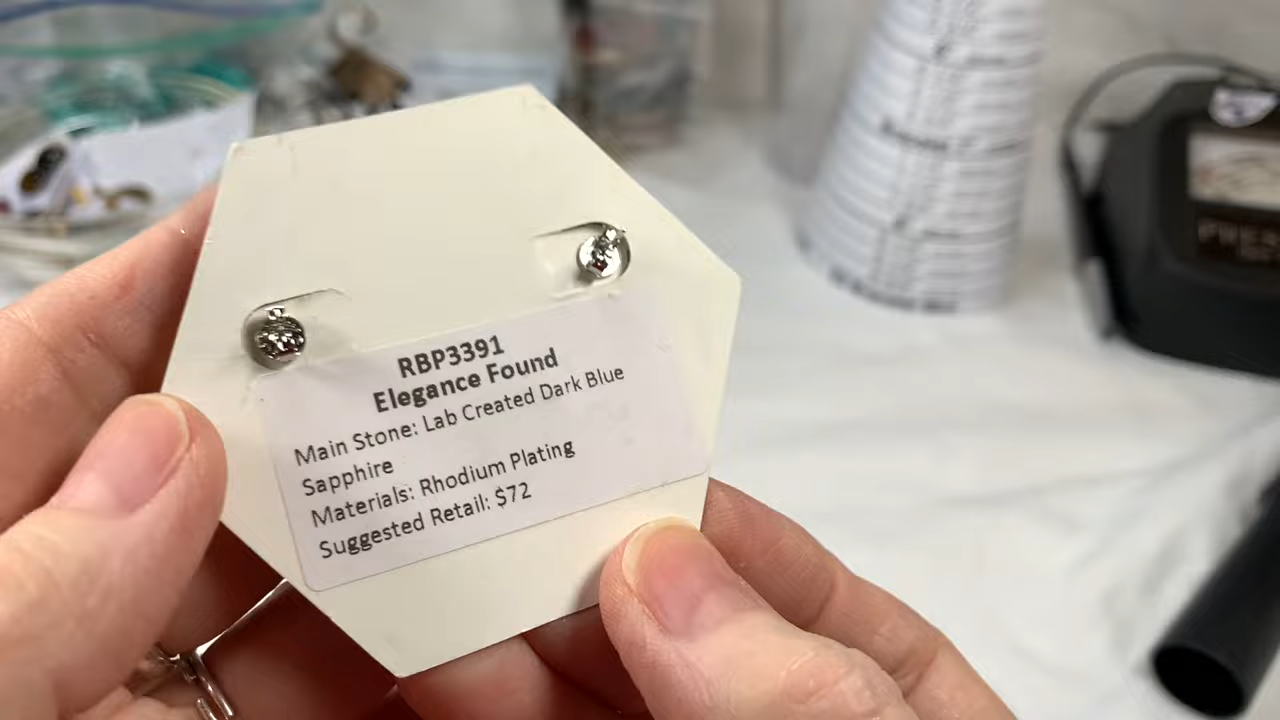 RBP3391
Elegance Found
Main Stone: Lab Created Dark Blue
Sapphire
Materials: Rhodium Plating
Suggested Retail: $72